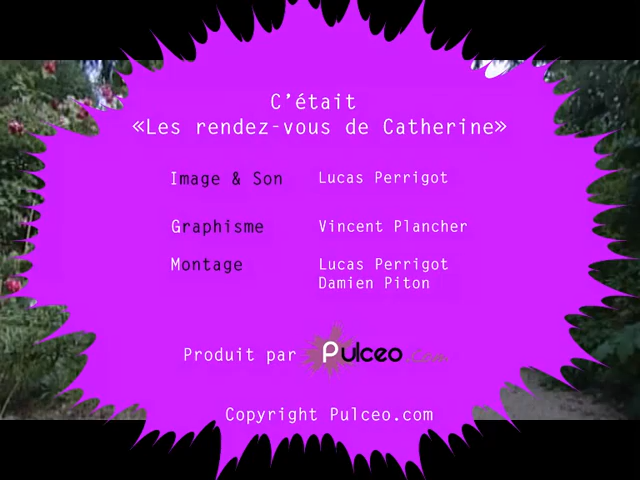 C'était
«Les rendez-vous de Catherine»
Image & Son Lucas Perrigot
Graphisme Vincent Plancher
Montage Lucas Perrigot
Damien Piton
Produit par Pulceo.com
Copyright Pulceo.com